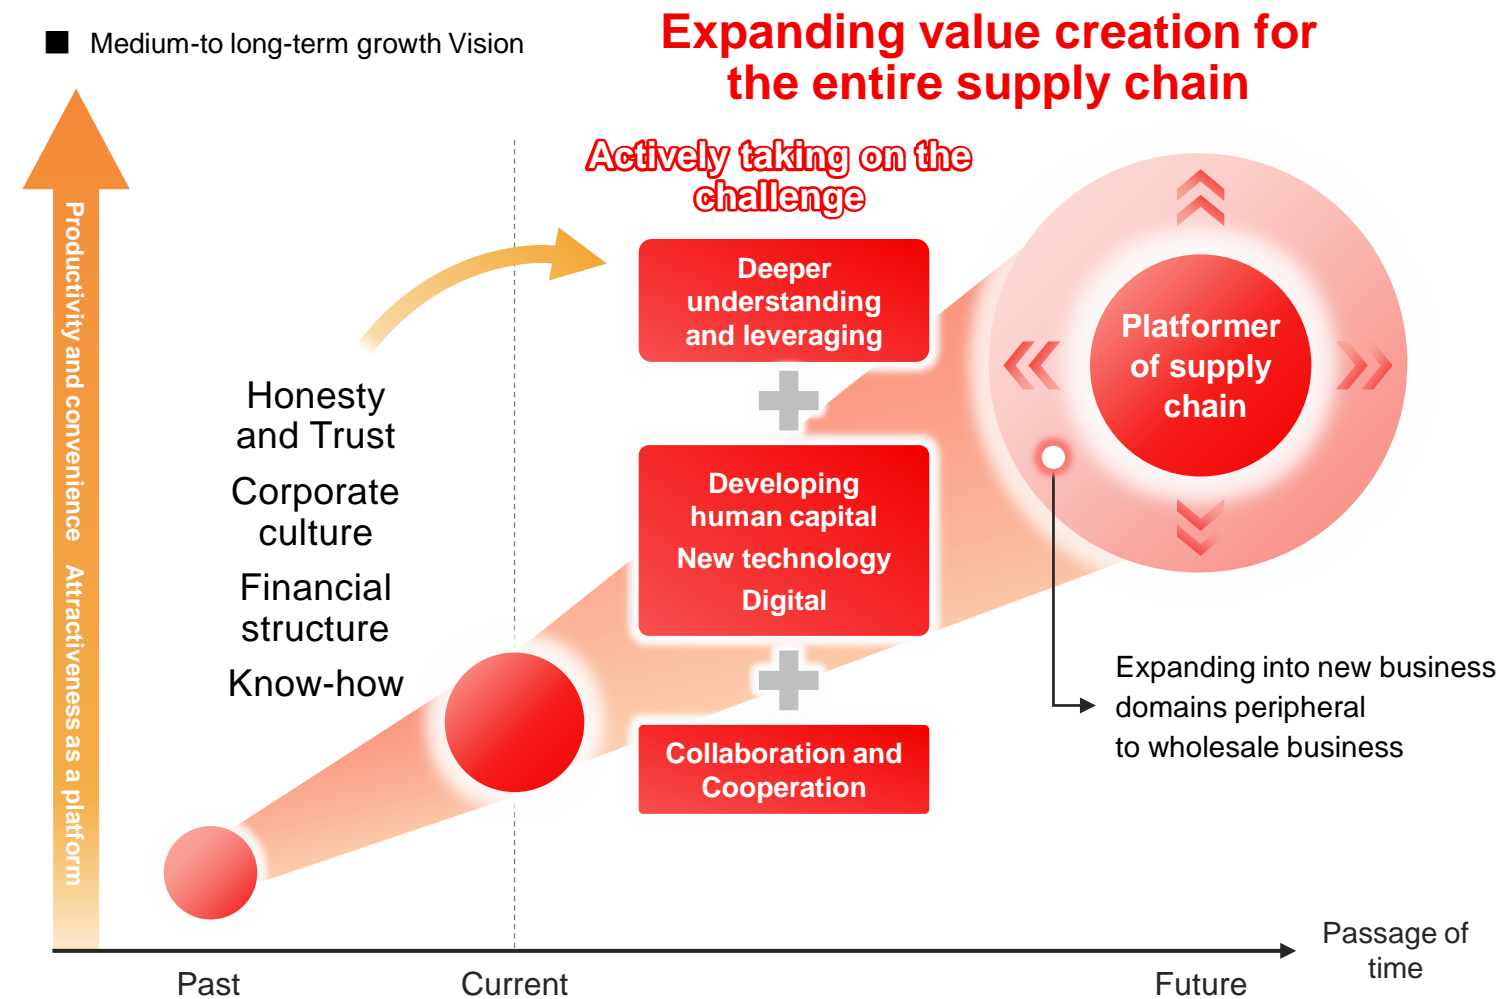 Medium-to long-term growth Vision
Expanding value creation for
the entire supply chain
Actively taking on the
challenge
Productivity and convenience Attractiveness as a platform
Honesty
and Trust
Corporate
culture
Financial
structure
Know-how
Deeper
understanding
and leveraging
Developing
human capital
New technology
Digital
Collaboration and
Cooperation
Platformer
of supply
chain
Expanding into new business
domains peripheral
to wholesale business
Past
Current
Future
Passage of
time